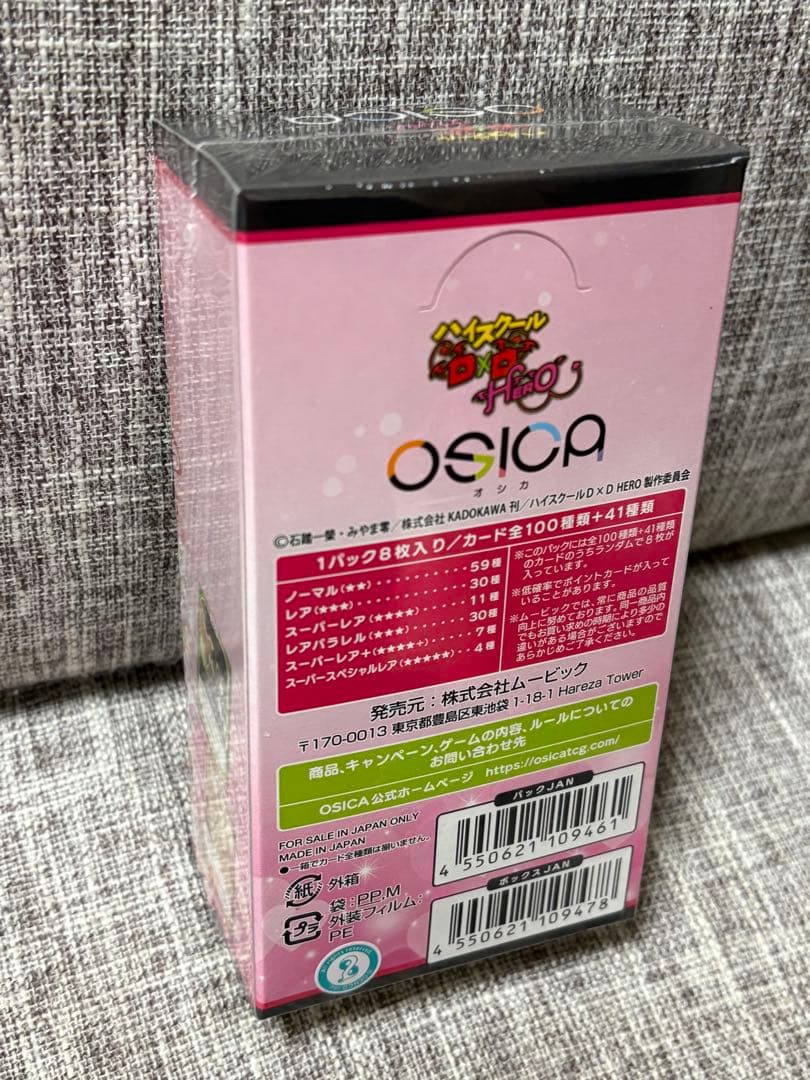 OSICA
ハイスクール
D×D
HERO
OSICA
オシカ
©石踏一榮・みやま零／株式会社 KADOKAWA 刊／ハイスクールD×D HERO 製作委員会
1パック8枚入り／カード全100種類+41種類
ノーマル(★★)・・・・・・・・・・・59種
レア(★★★)・・・・・・・・・・・・30種
スーパーレア(★★★★)・・・・・・11種
レアパラレル(★★★)・・・・・・・30種
スーパーレア+(★★★★+)・・・・・7種
スーパースペシャルレア(★★★★★)・・・4種
※このパックには全100種類+41種類
のカードのうちランダムで8枚が
入っています。
※低確率でポイントカードが入って
いることがあります。
※ムービックでは、常に商品の品質
向上に努めております。同一商品内
でもお買い求めの時期により多少の
違いがある場合がございますので
あらかじめご了承ください。
発売元：株式会社ムービック
〒170-0013 東京都豊島区東池袋 1-18-1 Hareza Tower
商品、キャンペーン、ゲームの内容、ルールについての
お問い合わせ先
OSICA公式ホームページ https://osicatcg.com/
FOR SALE IN JAPAN ONLY
MADE IN JAPAN
●一箱でカード全種類は揃いません。
紙 外箱
プラ 袋：PP,M
外装フィルム：
PE
パックJAN
4 550621 109461
ボックスJAN
4 550621 109478